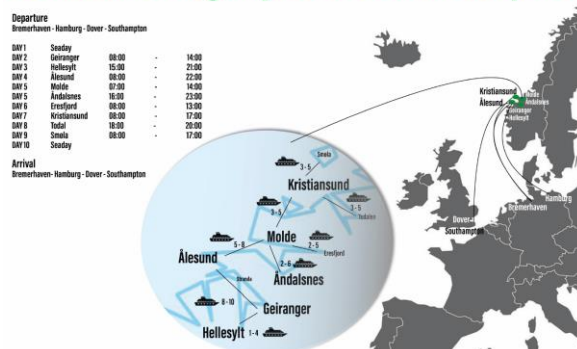 Departure
Bremerhaven - Hamburg - Dover - Southampton
DAY 1 Seaday
DAY 2 Geiranger 08:00 - 14:00
DAY 3 Hellesylt 15:00 - 21:00
DAY 4 Ålesund 08:00 - 22:00
DAY 5 Molde 07:00 - 14:00
DAY 5 Åndalsnes 16:00 - 23:00
DAY 6 Eresfjord 08:00 - 13:00
DAY 7 Kristiansund 08:00 - 17:00
DAY 8 Todal 18:00 - 20:00
DAY 9 Smøla 08:00 - 17:00
DAY 10 Seaday
Arrival
Bremerhaven- Hamburg - Dover - Southampton
Kristiansund
Molde
Ålesund
Åndalsnes
Geiranger
Hellesylt
Hamburg
Bremerhaven
Dover
Southampton
Smøla
3 - 5
Kristiansund
3 - 5
3 - 5
Todalen
Molde
5 - 8
2 - 5
Eresfjord
Ålesund
2 - 6
Åndalsnes
Stranda
8 - 10
Geiranger
Hellesylt
1 - 4